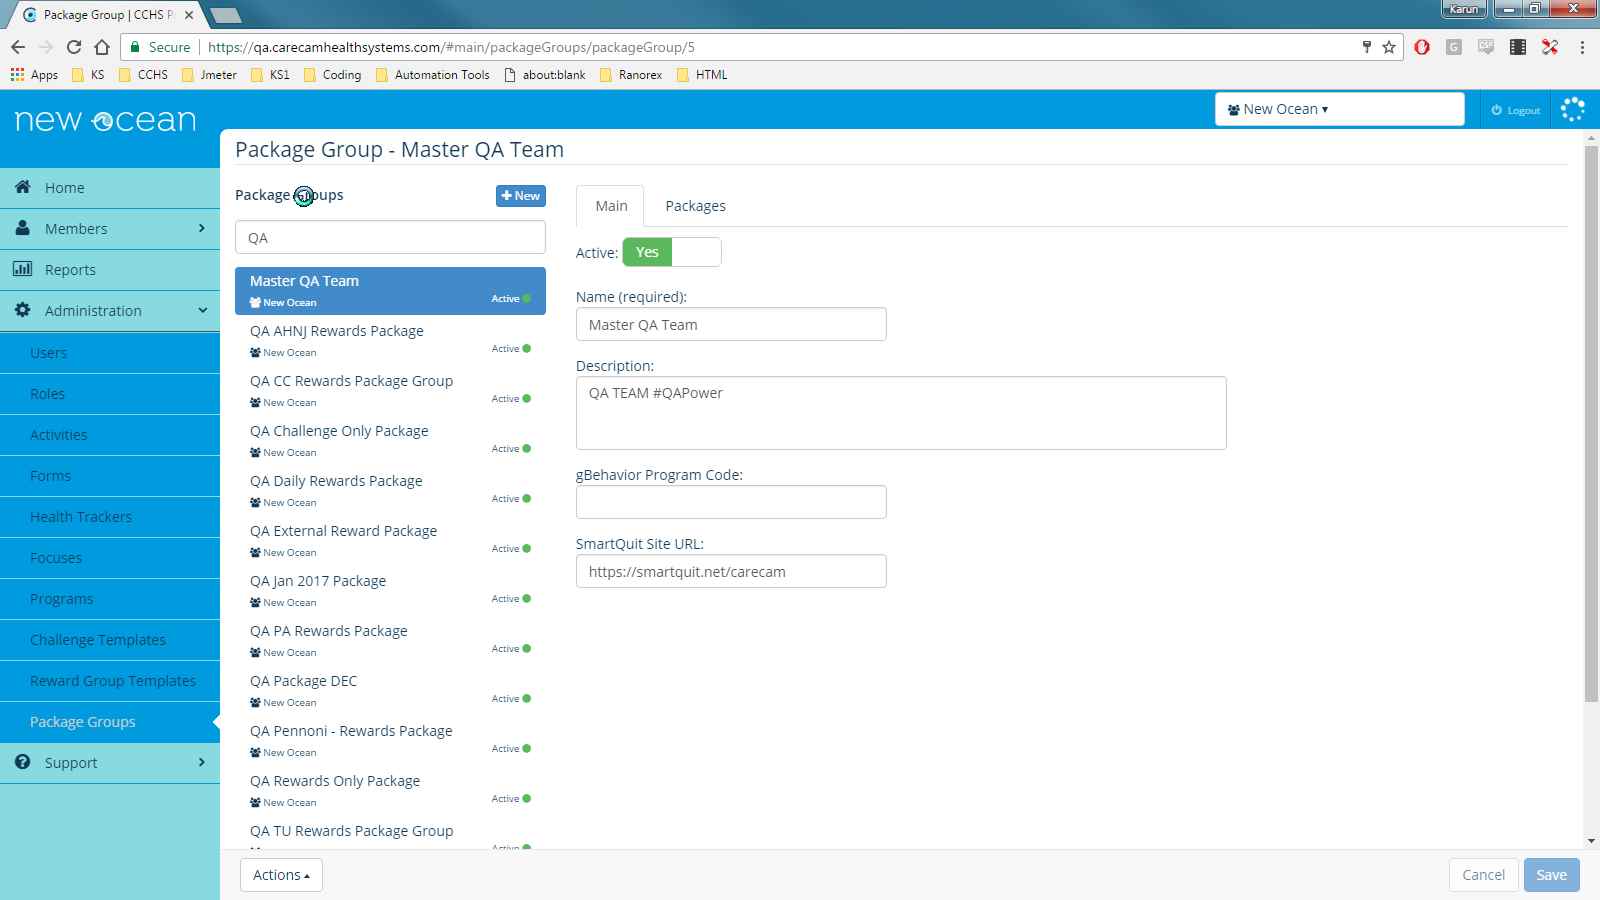 Package Group | CCHS P
Karun
Secure
https://qa.carecamhealthsystems.com/#main/packageGroups/packageGroup/5
Apps
KS
CCHS
Jmeter
KS1
Coding
Automation Tools
about:blank
Ranorex
HTML
new ocean
New Ocean
Logout
Home
Members
Reports
Administration
Users
Roles
Activities
Forms
Health Trackers
Focuses
Programs
Challenge Templates
Reward Group Templates
Package Groups
Support
Package Group - Master QA Team
Package Groups
+ New
QA
Master QA Team
New Ocean Active
QA AHNJ Rewards Package
New Ocean Active
QA CC Rewards Package Group
New Ocean Active
QA Challenge Only Package
New Ocean Active
QA Daily Rewards Package
New Ocean Active
QA External Reward Package
New Ocean Active
QA Jan 2017 Package
New Ocean Active
QA PA Rewards Package
New Ocean Active
QA Package DEC
New Ocean Active
QA Pennoni - Rewards Package
New Ocean Active
QA Rewards Only Package
New Ocean Active
QA TU Rewards Package Group
Active
Main
Packages
Active: Yes
Name (required):
Master QA Team
Description:
QA TEAM #QAPower
gBehavior Program Code:
SmartQuit Site URL:
https://smartquit.net/carecam
Actions
Cancel
Save